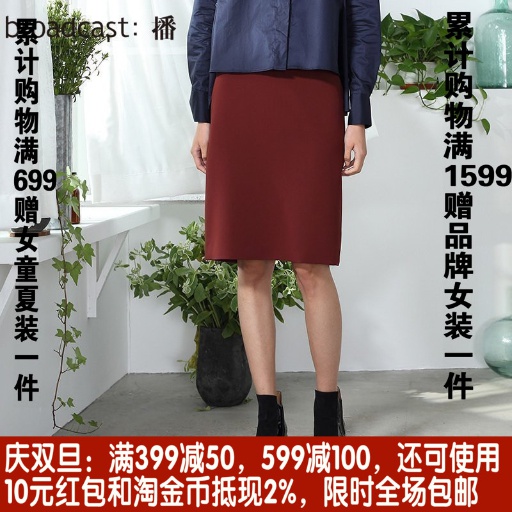 broadcast: 播
累计购物满699赠女童夏装一件
累计购物满1599赠品牌女装一件
庆双旦：满399减50，599减100，还可使用
10元红包和淘金币抵现2%，限时全场包邮